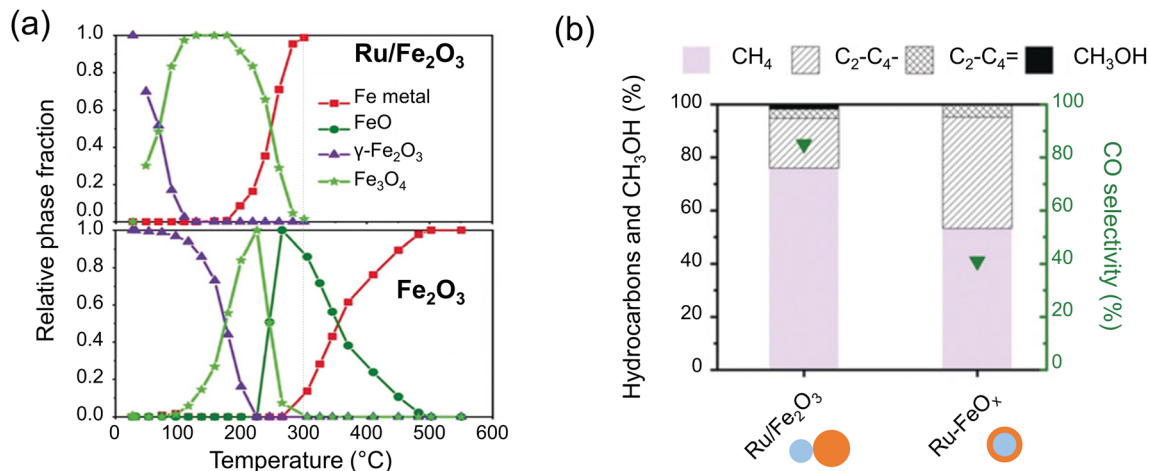 (a)
Relative phase fraction
1.0
0.8
0.6
0.4
0.2
0.0
Ru/Fe₂O₃
Fe metal
FeO
γ-Fe₂O₃
Fe₃O₄
1.0
0.8
0.6
0.4
0.2
0.0
Fe₂O₃
0 100 200 300 400 500 600
Temperature (°C)
(b)
CH₄ C₂-C₄- C₂-C₄= CH₃OH
Hydrocarbons and CH₃OH (%)
100
80
60
40
20
0
100
80
60
40
20
0
CO selectivity (%)
Ru/Fe₂O₃
Ru-FeOₓ